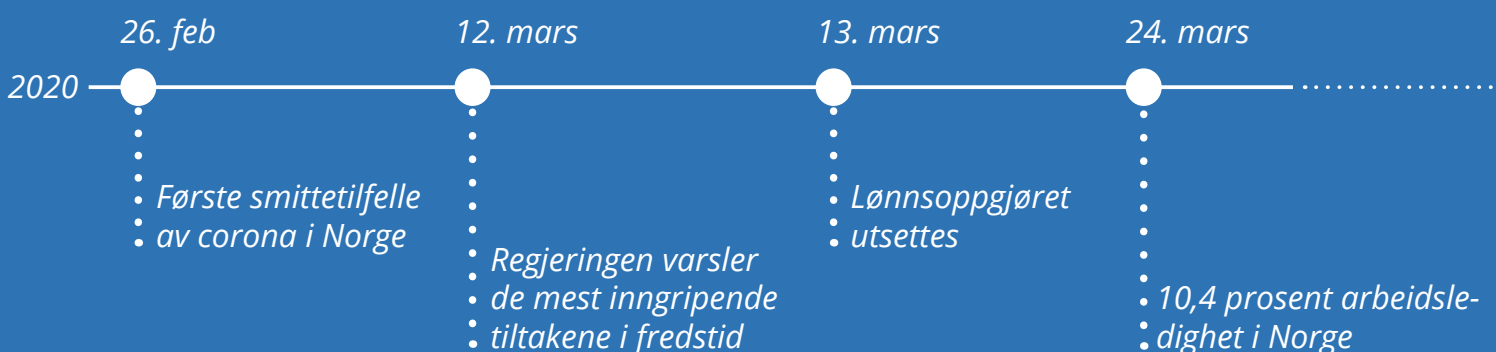 26. feb
12. mars
13. mars
24. mars
2020
Første smittetilfelle
av corona i Norge
Regjeringen varsler
de mest inngripende
tiltakene i fredstid
Lønnsoppgjøret
utsettes
10,4 prosent arbeidsle-
dighet i Norge